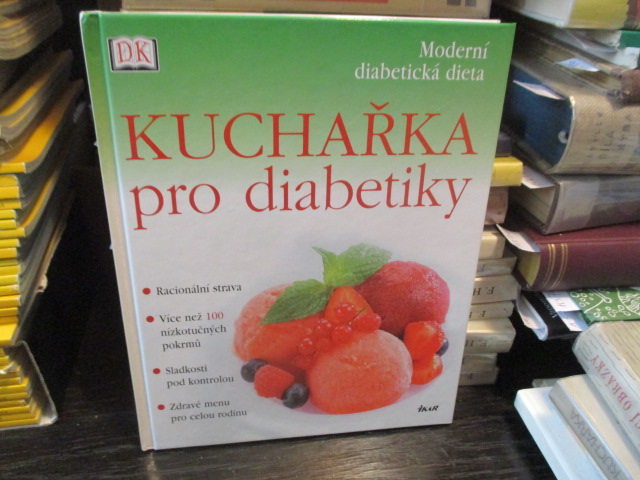 DK
Moderní
diabetická dieta
KUCHAŘKA
pro diabetiky
Racionální strava
Více než 100
nízkotučných
pokrmů
Sladkosti
pod kontrolou
Zdravé menu
pro celou rodinu
IKAR
OBRÁZKY